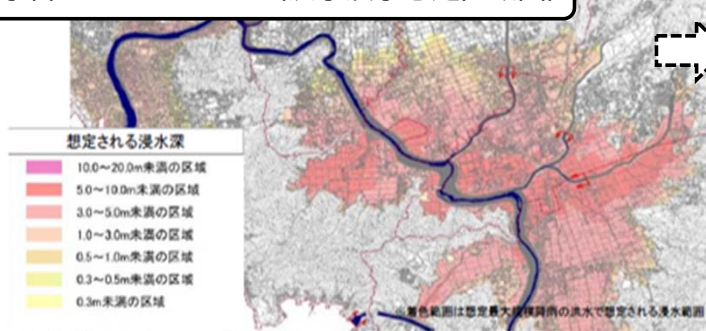 想定される浸水深
10.0～20.0m未満の区域
5.0～10.0m未満の区域
3.0～5.0m未満の区域
1.0～3.0m未満の区域
0.5～1.0m未満の区域
0.3～0.5m未満の区域
0.3m未満の区域
※着色範囲は想定最大規模降雨の洪水で想定される浸水範囲